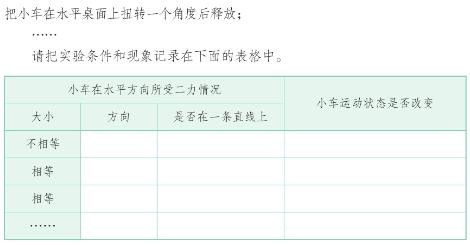 把小车在水平桌面上扭转一个角度后释放；
……
请把实验条件和现象记录在下面的表格中。
小车在水平方向所受二力情况
小车运动状态是否改变
大小 方向 是否在一条直线上
不相等
相等
相等
……